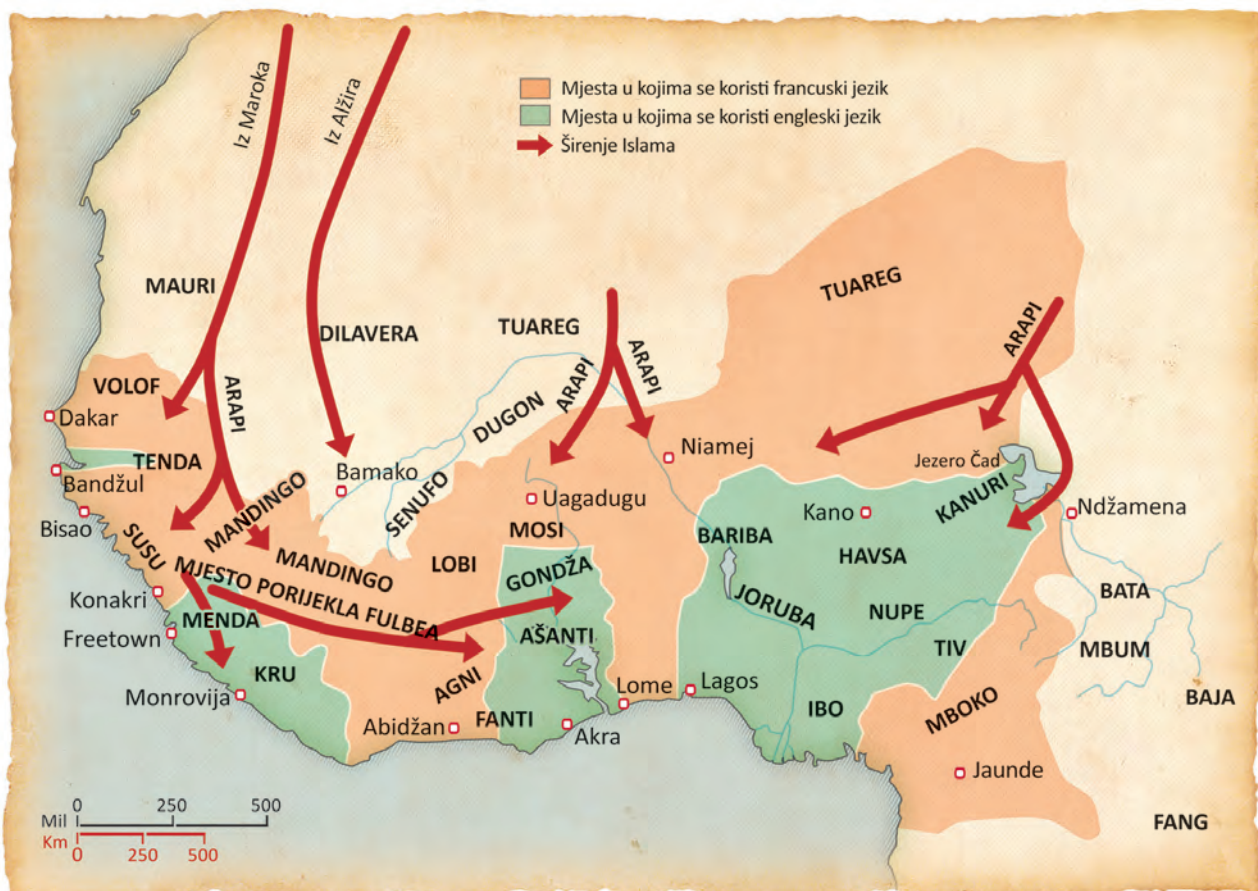 Iz Maroka
Iz Alžira
Mjesta u kojima se koristi francuski jezik
Mjesta u kojima se koristi engleski jezik
Širenje Islama
MAURI
DILAVERA
TUAREG
TUAREG
ARAPI
ARAPI
ARAPI
ARAPI
VOLOF
Dakar
DUGON
TENDA
Bandžul
Bisao
Bamako
SENUFO
Niamej
Jezero Čad
Uagadugu
KANURI
Kano
Ndžamena
MANDINGO
MANDINGO
SUSU
MOSI
BARIBA
LOBI
HAVSA
GONDŽA
MJESTO PORIJEKLA FULBEA
Konakri
MENDA
JORUBA
NUPE
BATA
Freetown
AŠANTI
TIV
MBUM
KRU
AGNI
Monrovija
Lome
Lagos
BAJA
IBO
MBOKO
Abidžan
FANTI
Akra
Jaunde
FANG
0 250 500
Mil
Km
0 250 500